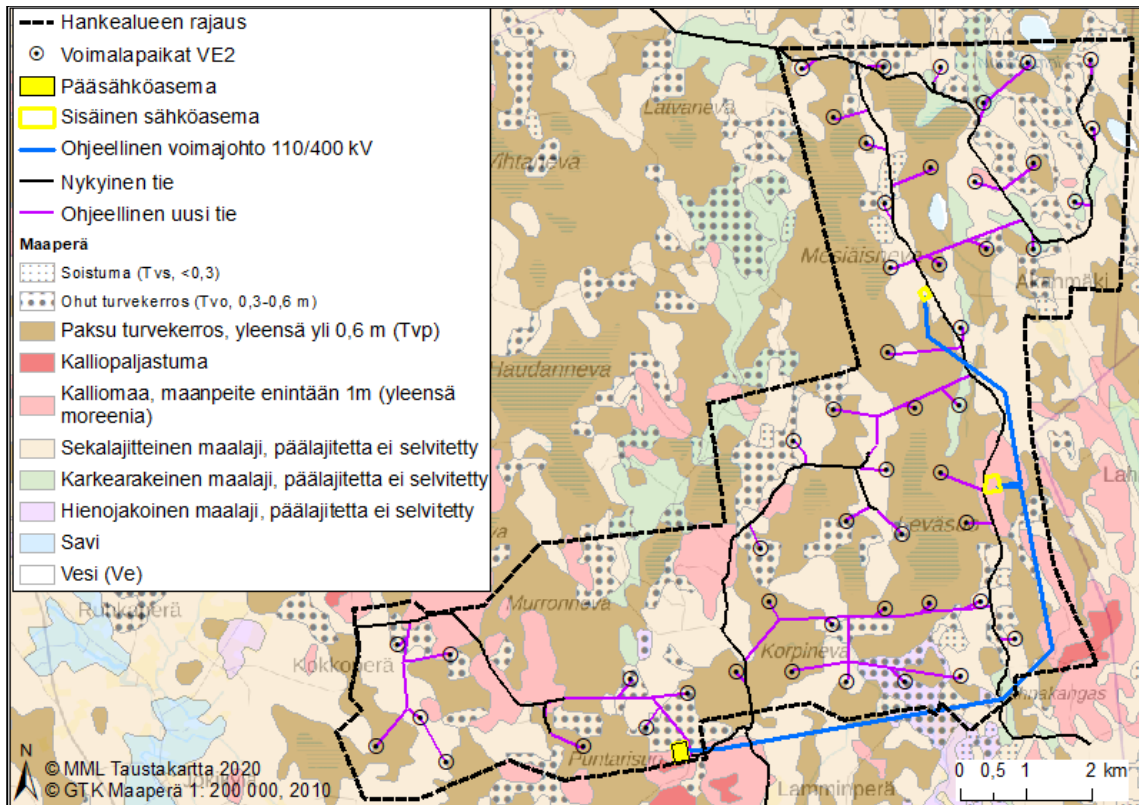 Hankealueen rajaus
Voimalapaikat VE2
Pääsähköasema
Sisäinen sähköasema
Ohjeellinen voimajohto 110/400 kV
Nykyinen tie
Ohjeellinen uusi tie
Maaperä
Soistuma (Tvs, <0,3)
Ohut turvekerros (Tvo, 0,3-0,6 m)
Paksu turvekerros, yleensä yli 0,6 m (Tvp)
Kalliopaljastuma
Kalliomaa, maanpeite enintään 1m (yleensä
moreenia)
Sekalajitteinen maalaji, päälajitetta ei selvitetty
Karkearakeinen maalaji, päälajitetta ei selvitetty
Hienojakoinen maalaji, päälajitetta ei selvitetty
Savi
Vesi (Ve)
Latvaneva
Vihtaneva
Mesiäisneva
Akanmäki
Haudanneva
Leväsuo
Murronneva
Kokkoperä
Korpineva
Puntarisuo
Lamminperä
N
© MML Taustakartta 2020
© GTK Maaperä 1: 200 000, 2010
0 0,5 1 2 km